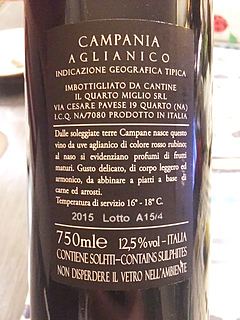 CAMPANIA
AGLIANICO
INDICAZIONE GEOGRAFICA TIPICA
IMBOTTIGLIATO DA CANTINE
IL QUARTO MIGLIO SRL
VIA CESARE PAVESE 19 QUARTO (NA)
I.C.Q NA/7080 PRODOTTO IN ITALIA
Dalle soleggiate terre Campane nasce questo
vino da uve aglianico di colore rosso rubino;
al naso si evidenziano profumi di frutti
maturi. Gusto delicato, di corpo leggero ed
armonico, da abbinare a piatti a base di
carne ed arrosti.
Temperatura di servizio 16° - 18° C.
2015 Lotto A15/4
750mle 12,5%vol - ITALIA
CONTIENE SOLFITI-CONTAINS SULPHITES
NON DISPERDERE IL VETRO NELL'AMBIENTE